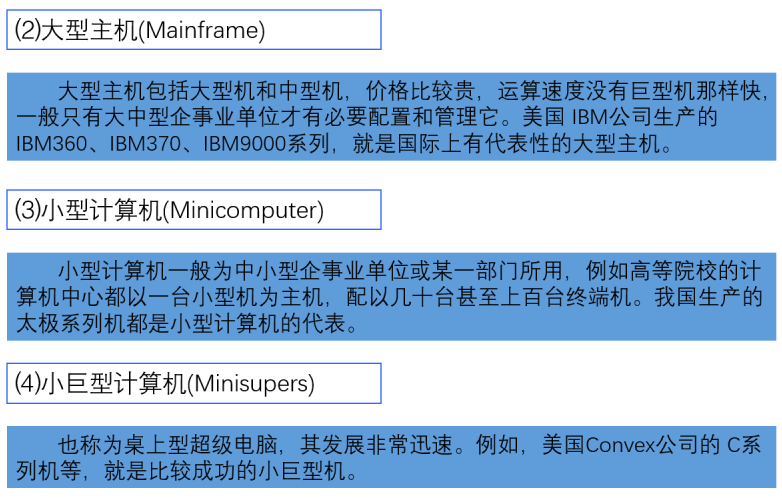 ⑵大型主机(Mainframe)
大型主机包括大型机和中型机，价格比较贵，运算速度没有巨型机那样快，
一般只有大中型企事业单位才有必要配置和管理它。美国 IBM公司生产的
IBM360、IBM370、IBM9000系列，就是国际上有代表性的大型主机。
⑶小型计算机(Minicomputer)
小型计算机一般为中小型企事业单位或某一部门所用，例如高等院校的计
算机中心都以一台小型机为主机，配以几十台甚至上百台终端机。我国生产的
太极系列机都是小型计算机的代表。
⑷小巨型计算机(Minisupers)
也称为桌上型超级电脑，其发展非常迅速。例如，美国Convex公司的 C系
列机等，就是比较成功的小巨型机。